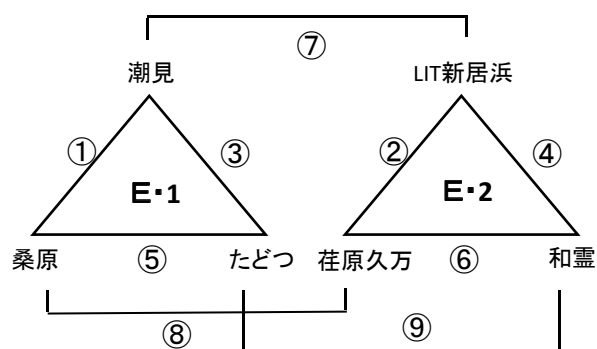 ⑦
潮見 LIT新居浜
① ③ ② ④
E・1 E・2
桑原 ⑤ たどつ 荏原久万 ⑥ 和霊
⑧ ⑨